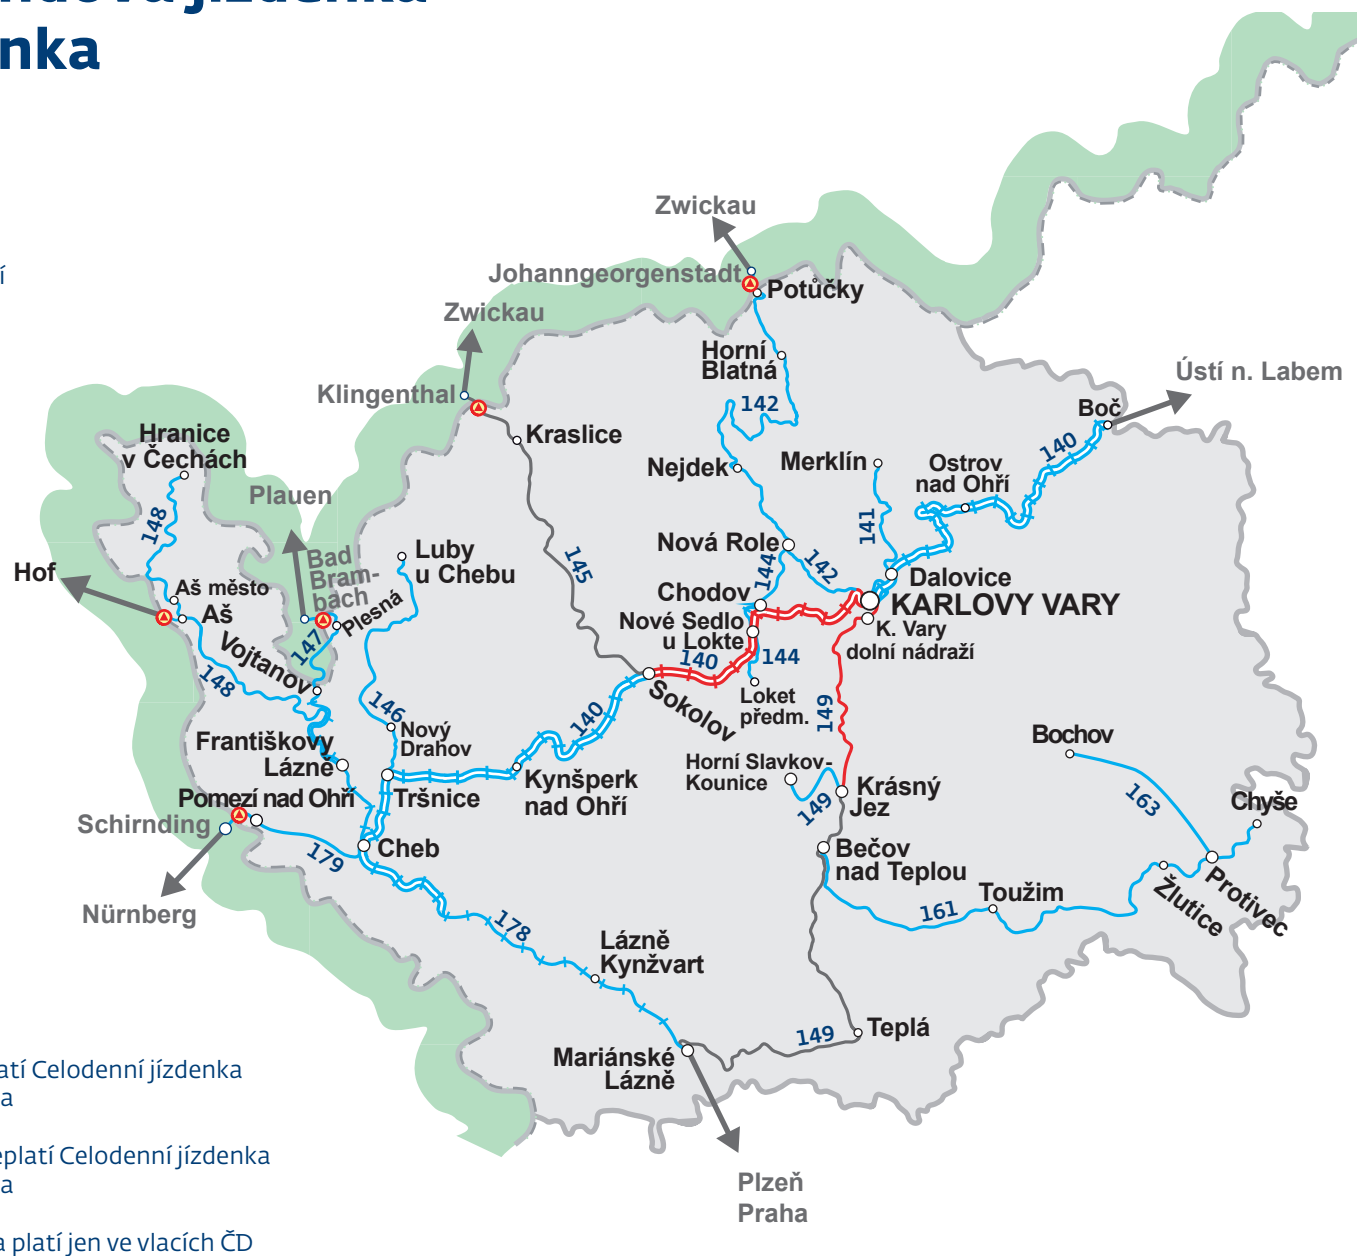 nka
Zwickau
Johanngeorgenstadt
Potůčky
Zwickau
Horní
Blatná
Ústí n. Labem
Klingenthal
142
Boč
Hranice
v Čechách
Kraslice
140
Nejdek
Merklín
Ostrov
nad Ohří
Plauen
148
141
Nová Role
Luby
u Chebu
145
Bad
Bram-
bach
142
144
Hof
Aš město
Dalovice
Chodov
KARLOVY VARY
Aš
Plesná
Nové Sedlo
u Lokte
K. Vary
dolní nádraží
147
Vojtanov
140
144
148
Loket
předm.
Sokolov
149
146
140
Nový
Drahov
Bochov
Františkovy
Lázně
Horní Slavkov-
Kounice
Kynšperk
nad Ohří
Krásný
Jez
Pomezí nad Ohří
Tršnice
149
163
Chyše
Schirnding
Cheb
Bečov
nad Teplou
179
Protivec
Žlutice
Toužim
161
Nürnberg
178
Lázně
Kynžvart
Teplá
149
Mariánské
Lázně
atí Celodenní jízdenka
a
eplatí Celodenní jízdenka
a
Plzeň
Praha
a platí jen ve vlacích ČD